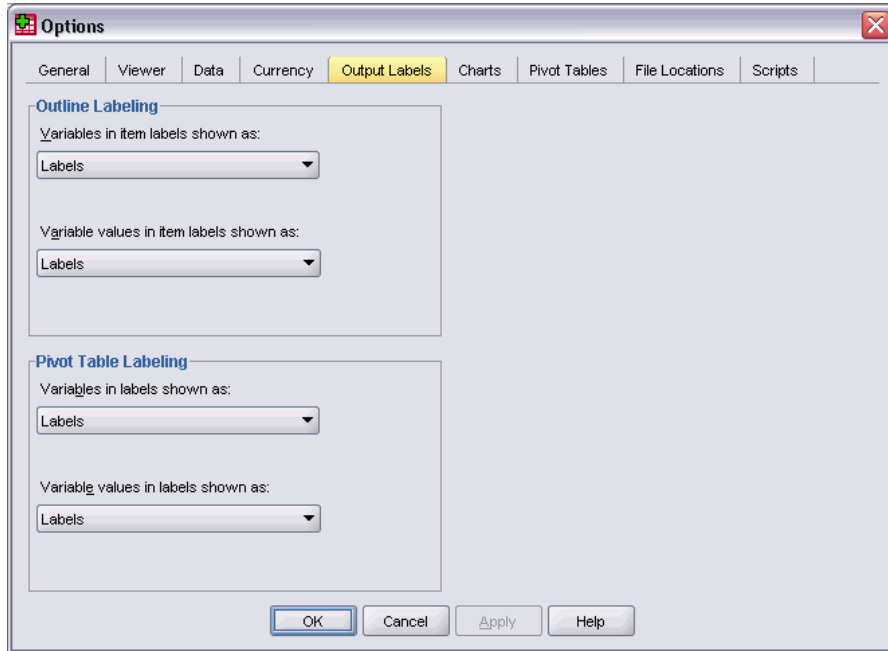 Options
General Viewer Data Currency Output Labels Charts Pivot Tables File Locations Scripts
Outline Labeling
Variables in item labels shown as:
Labels
Variable values in item labels shown as:
Labels
Pivot Table Labeling
Variables in labels shown as:
Labels
Variable values in labels shown as:
Labels
OK Cancel Apply Help